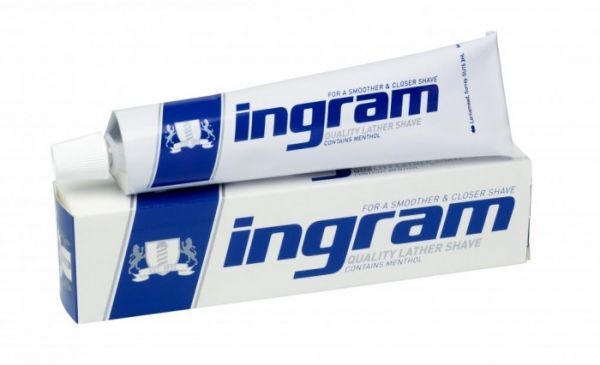 FOR A SMOOTHER & CLOSER SHAVE
ingram
QUALITY LATHER SHAVE
CONTAINS MENTHOL
FOR A SMOOTHER & CLOSER SHAVE
ingram
QUALITY LATHER SHAVE
CONTAINS MENTHOL